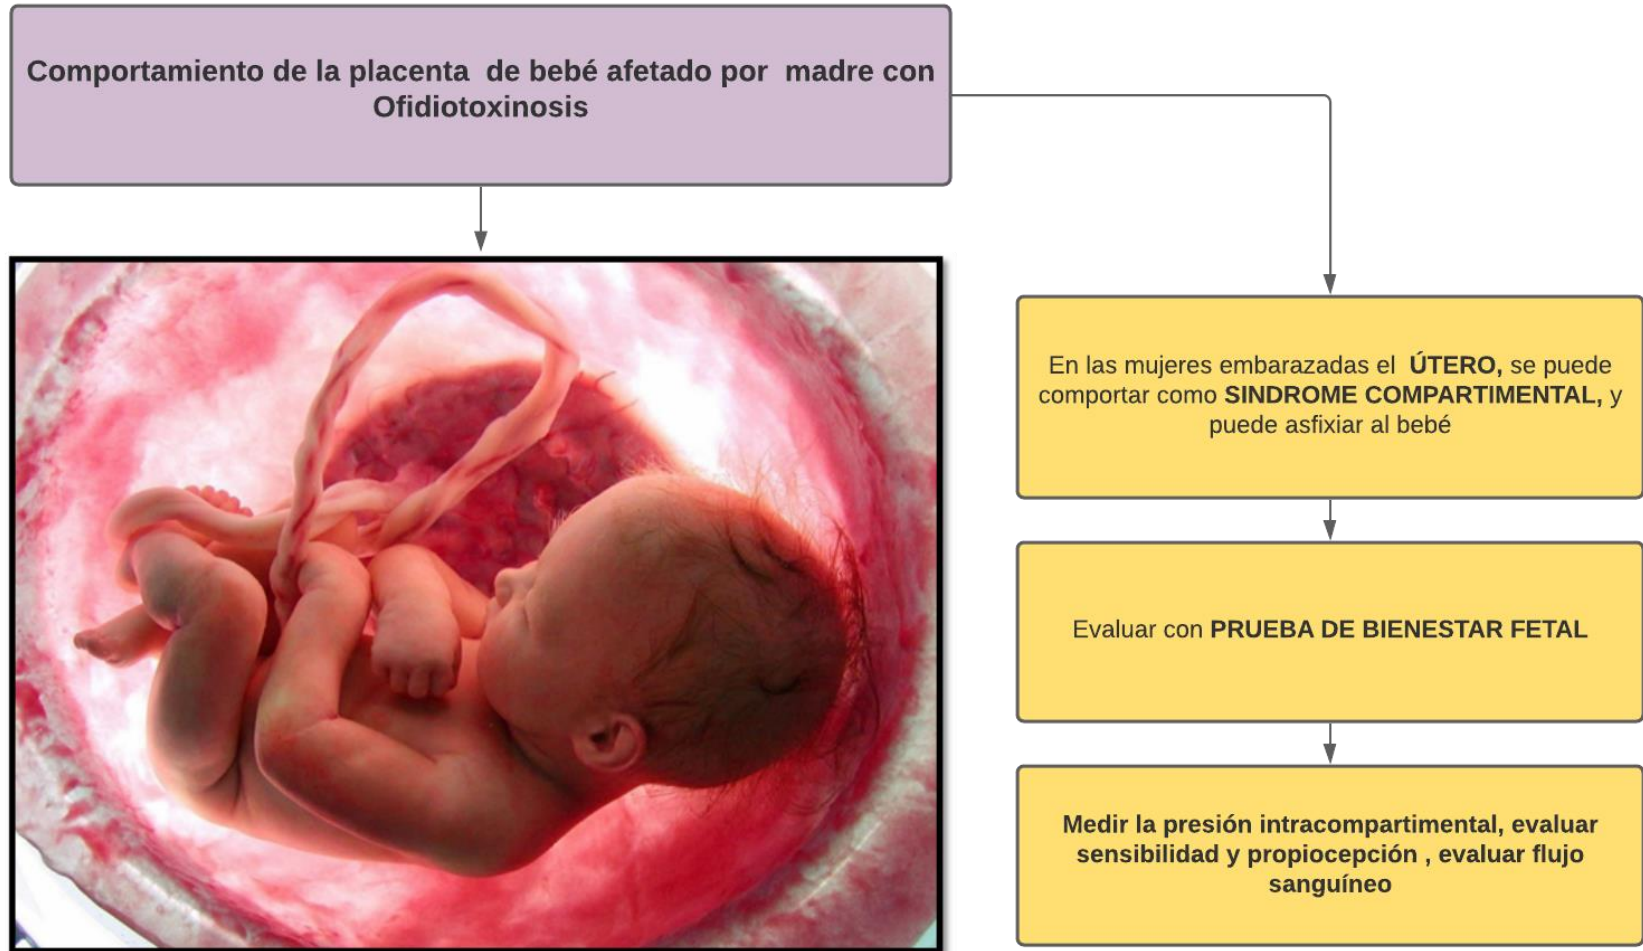 Comportamiento de la placenta de bebé afetado por madre con
Ofidiotoxinosis
En las mujeres embarazadas el ÚTERO, se puede
comportar como SINDROME COMPARTIMENTAL, y
puede asfixiar al bebé
Evaluar con PRUEBA DE BIENESTAR FETAL
Medir la presión intracompartimental, evaluar
sensibilidad y propiocepción , evaluar flujo
sanguíneo